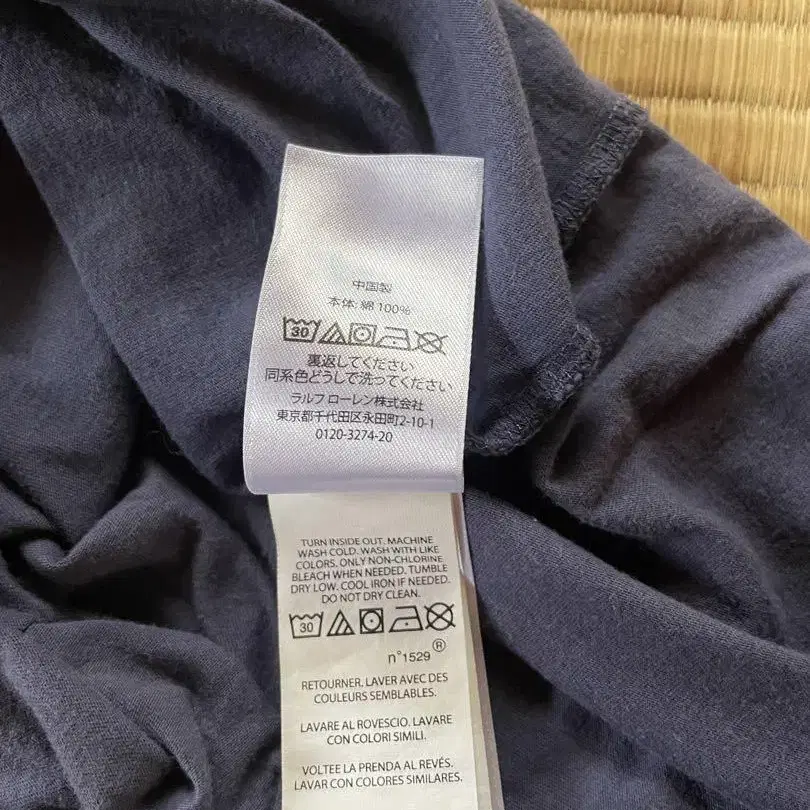 中国製
本体: 綿 100%
30
裏返してください
同系色どうしで洗ってください
ラルフ ローレン株式会社
東京都千代田区永田町2-10-1
0120-3274-20
TURN INSIDE OUT. MACHINE
WASH COLD. WASH WITH LIKE
COLORS. ONLY NON-CHLORINE
BLEACH WHEN NEEDED. TUMBLE
DRY LOW. COOL IRON IF NEEDED.
DO NOT DRY CLEAN.
30
n°1529 ®
RETOURNER. LAVER AVEC DES
COULEURS SEMBLABLES.
LAVARE AL ROVESCIO. LAVARE
CON COLORI SIMILI.
VOLTEE LA PRENDA AL REVES.
LAVAR CON COLORES SIMILARES.